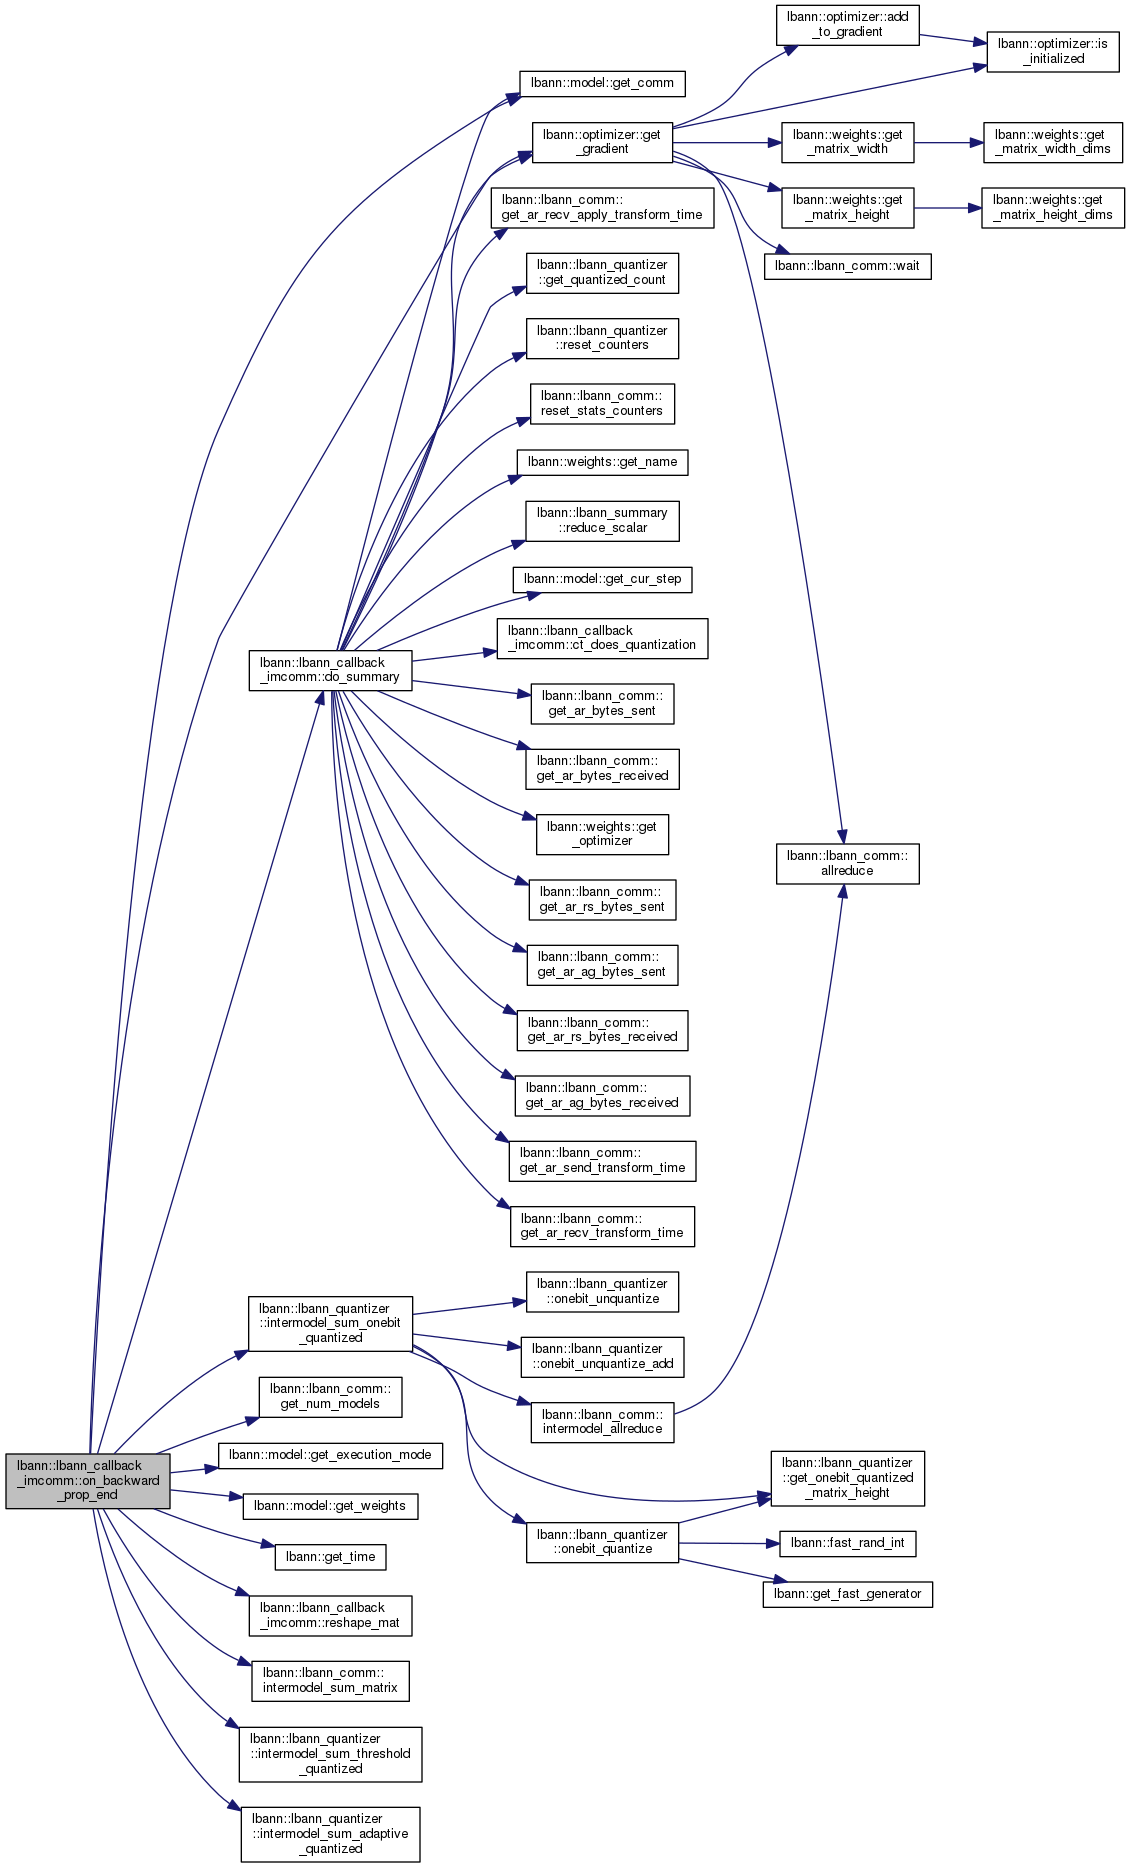 lbann::optimizer::add
_to_gradient
lbann::optimizer::is
_initialized
lbann::model::get_comm
lbann::optimizer::get
_gradient
lbann::weights::get
_matrix_width
lbann::weights::get
_matrix_width_dims
lbann::lbann_comm::
get_ar_recv_apply_transform_time
lbann::weights::get
_matrix_height
lbann::weights::get
_matrix_height_dims
lbann::lbann_comm::wait
lbann::lbann_quantizer
::get_quantized_count
lbann::lbann_quantizer
::reset_counters
lbann::lbann_comm::
reset_stats_counters
lbann::weights::get_name
lbann::lbann_summary
::reduce_scalar
lbann::model::get_cur_step
lbann::lbann_callback
_imcomm::ct_does_quantization
lbann::lbann_callback
_imcomm::do_summary
lbann::lbann_comm::
get_ar_bytes_sent
lbann::lbann_comm::
get_ar_bytes_received
lbann::weights::get
_optimizer
lbann::lbann_comm::
allreduce
lbann::lbann_comm::
get_ar_rs_bytes_sent
lbann::lbann_comm::
get_ar_ag_bytes_sent
lbann::lbann_comm::
get_ar_rs_bytes_received
lbann::lbann_comm::
get_ar_ag_bytes_received
lbann::lbann_comm::
get_ar_send_transform_time
lbann::lbann_comm::
get_ar_recv_transform_time
lbann::lbann_quantizer
::onebit_unquantize
lbann::lbann_quantizer
::intermodel_sum_onebit
_quantized
lbann::lbann_quantizer
::onebit_unquantize_add
lbann::lbann_comm::
get_num_models
lbann::lbann_comm::
intermodel_allreduce
lbann::model::get_execution_mode
lbann::lbann_callback
_imcomm::on_backward
_prop_end
lbann::lbann_quantizer
::get_onebit_quantized
_matrix_height
lbann::model::get_weights
lbann::lbann_quantizer
::onebit_quantize
lbann::fast_rand_int
lbann::get_time
lbann::get_fast_generator
lbann::lbann_callback
_imcomm::reshape_mat
lbann::lbann_comm::
intermodel_sum_matrix
lbann::lbann_quantizer
::intermodel_sum_threshold
_quantized
lbann::lbann_quantizer
::intermodel_sum_adaptive
_quantized